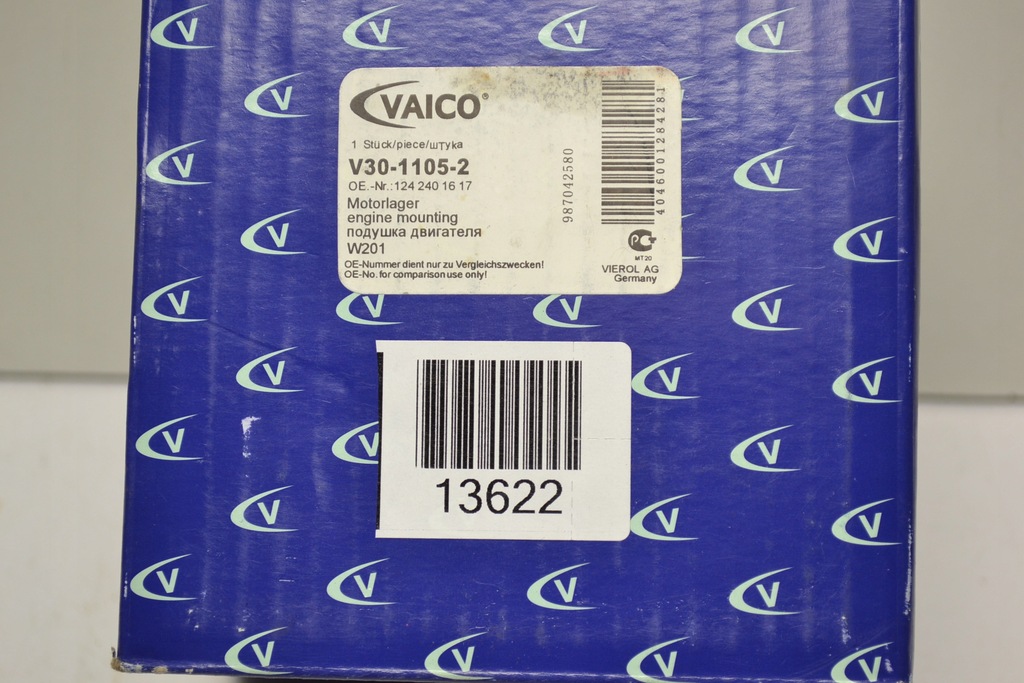 VAICO®
1 Stück/piece/штука
V30-1105-2
OE.-Nr.:124 240 16 17
Motorlager
engine mounting
подушка двигателя
W201
OE-Nummer dient nur zu Vergleichszwecken!
OE-No. for comparison use only!
987042580
4046001284281
МТ20
VIEROL AG
Germany
13622